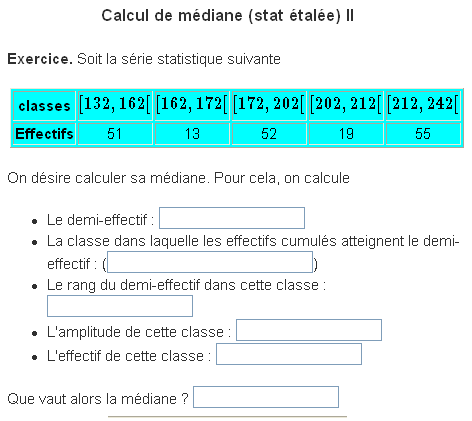 Calcul de médiane (stat étalée) II
Exercice. Soit la série statistique suivante
classes [132, 162[ [162, 172[ [172, 202[ [202, 212[ [212, 242[
Effectifs 51 13 52 19 55
On désire calculer sa médiane. Pour cela, on calcule
• Le demi-effectif :
• La classe dans laquelle les effectifs cumulés atteignent le demi-
effectif : ( )
• Le rang du demi-effectif dans cette classe :
• L'amplitude de cette classe :
• L'effectif de cette classe :
Que vaut alors la médiane ?